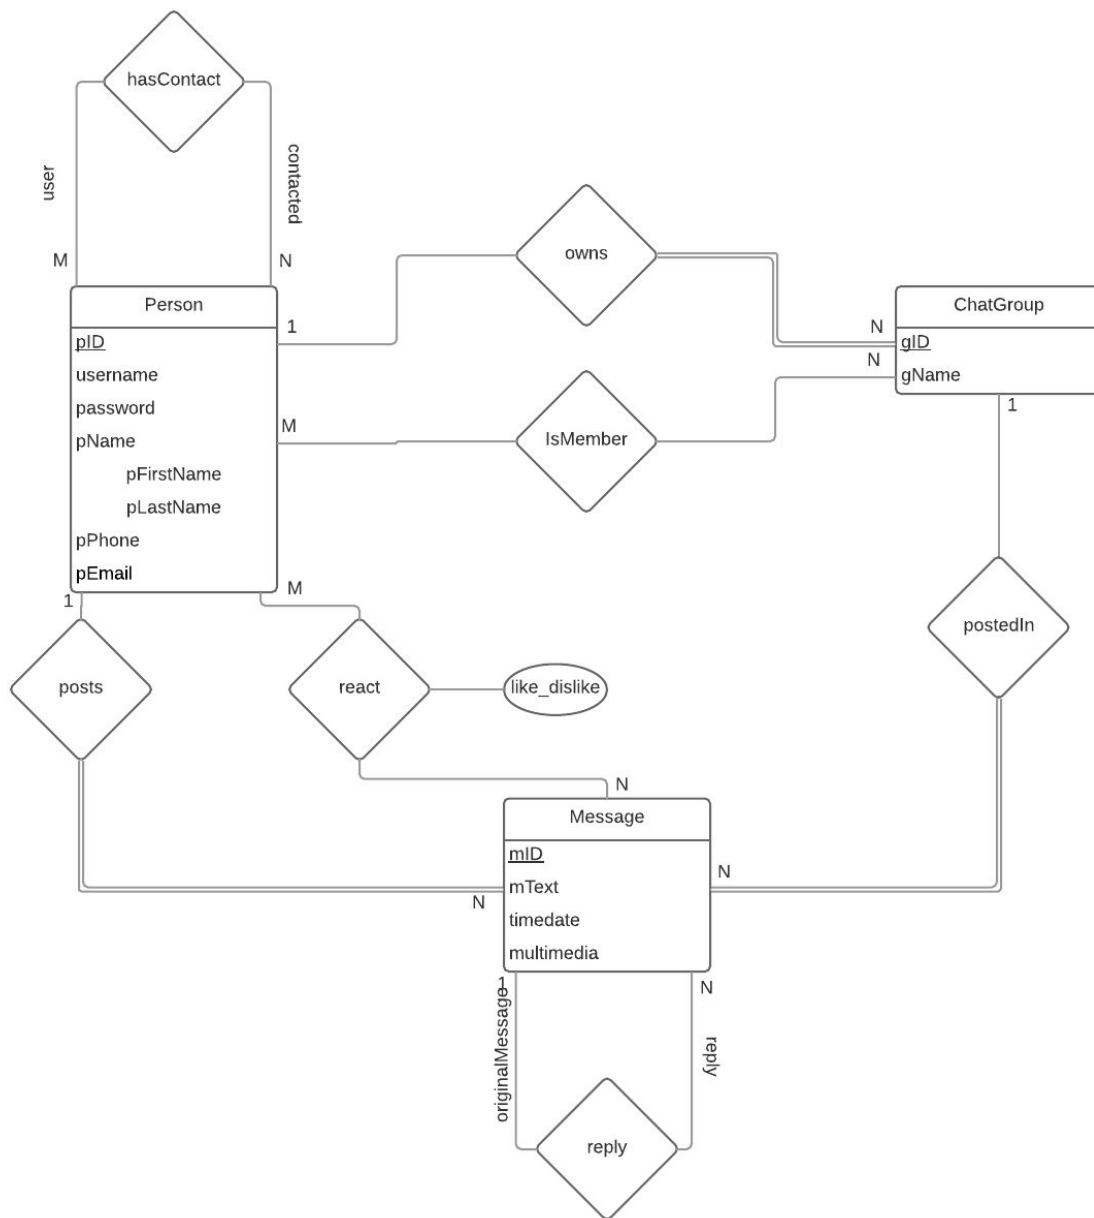 hasContact
user
contacted
M
N
owns
Person
1
N
ChatGroup
pID
gID
username
N
gName
password
1
pName
M
IsMember
pFirstName
pLastName
pPhone
pEmail
1
M
postedIn
posts
react
like_dislike
N
Message
mID
mText
N
N
timedate
multimedia
1
N
originalMessage
reply
reply